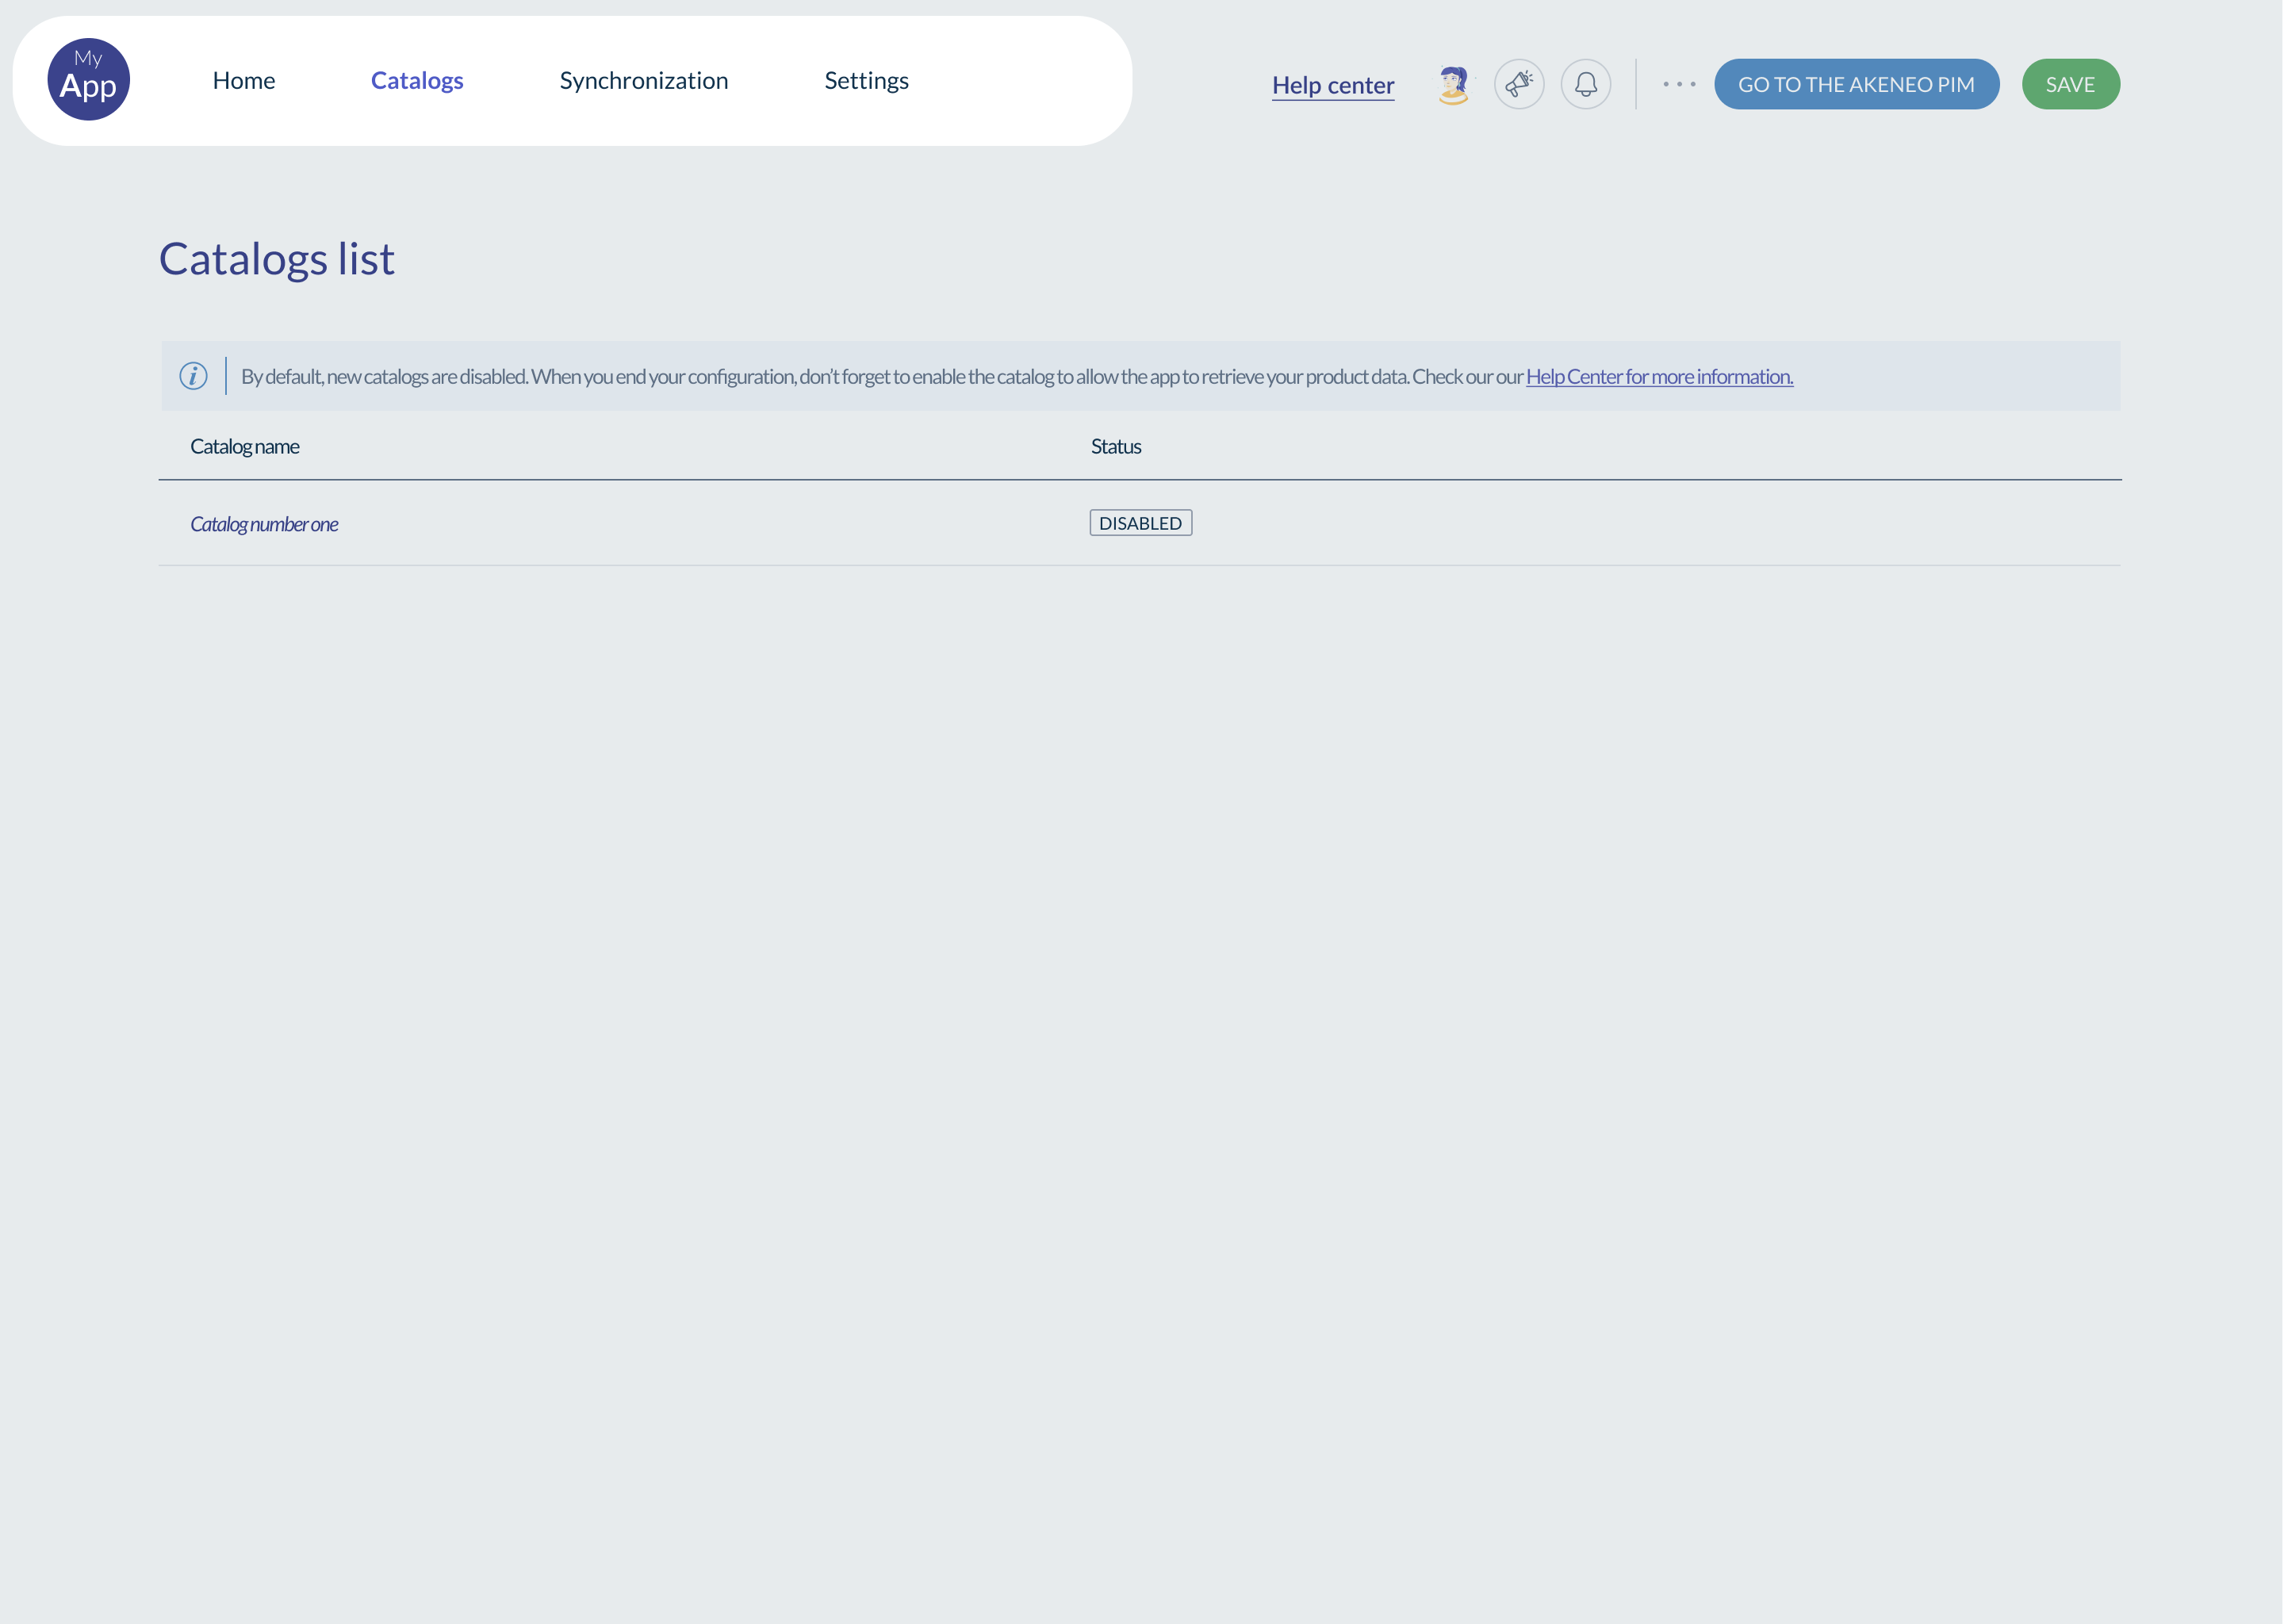 My
App
Home
Catalogs
Synchronization
Settings
Help center
GO TO THE AKENEO PIM
SAVE
Catalogs list
By default, new catalogs are disabled. When you end your configuration, don’t forget to enable the catalog to allow the app to retrieve your product data. Check our our Help Center for more information.
Catalog name
Status
Catalog number one
DISABLED